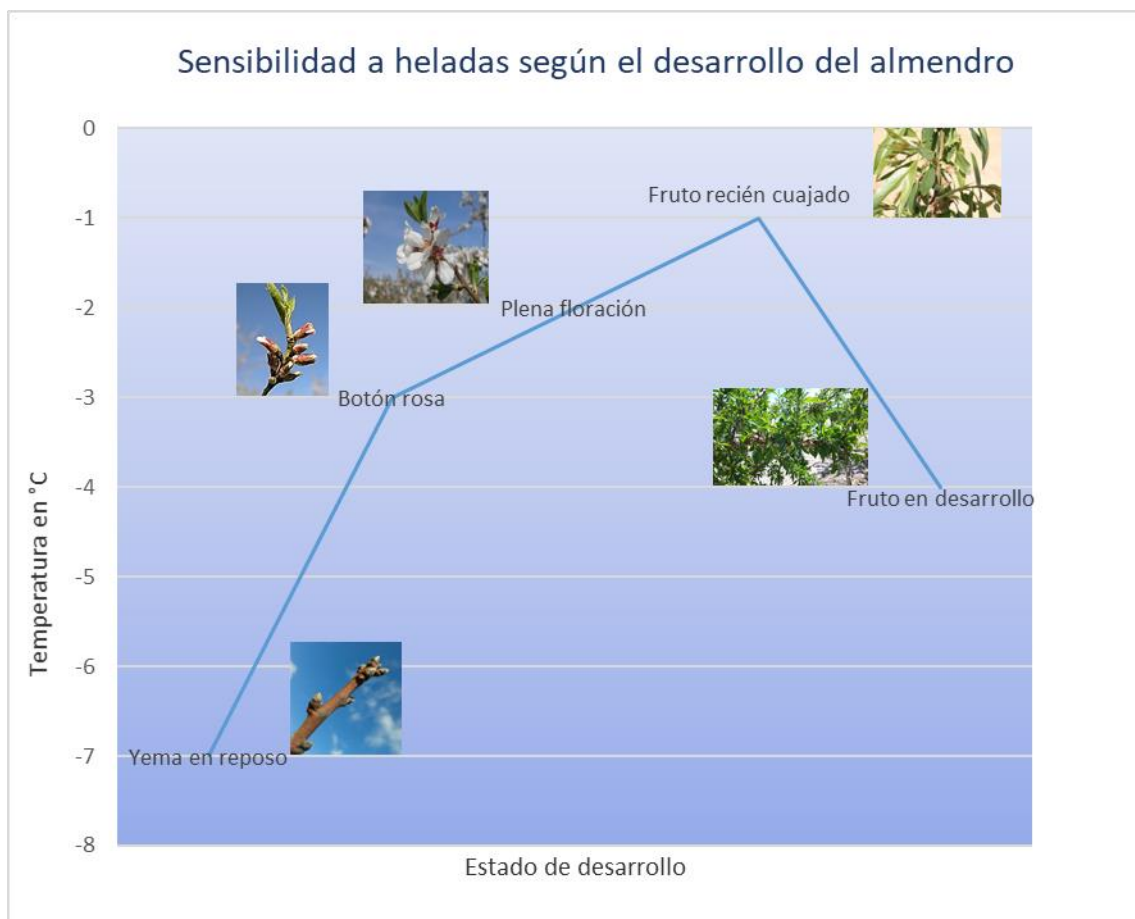 Sensibilidad a heladas según el desarrollo del almendro
0
-1
-2
-3
-4
-5
-6
-7
-8
Temperatura en °C
Fruto recién cuajado
Plena floración
Botón rosa
Fruto en desarrollo
Yema en reposo
Estado de desarrollo